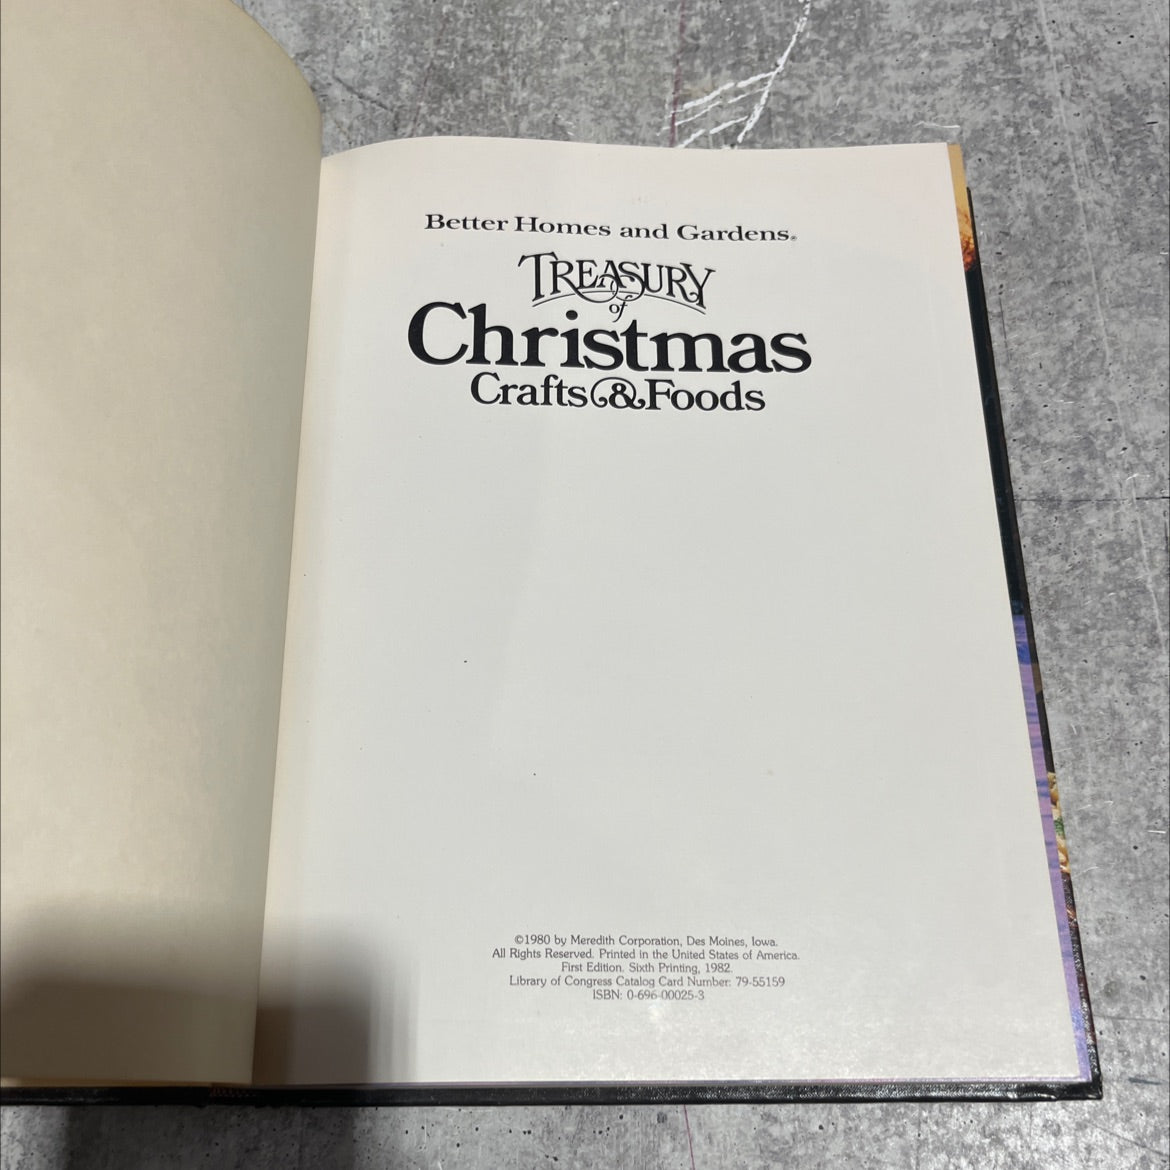 Better Homes and Gardens®
TREASURY
of
Christmas
Crafts & Foods
©1980 by Meredith Corporation, Des Moines, Iowa.
All Rights Reserved. Printed in the United States of America.
First Edition. Sixth Printing, 1982.
Library of Congress Catalog Card Number: 79-55159
ISBN: 0-696-00025-3